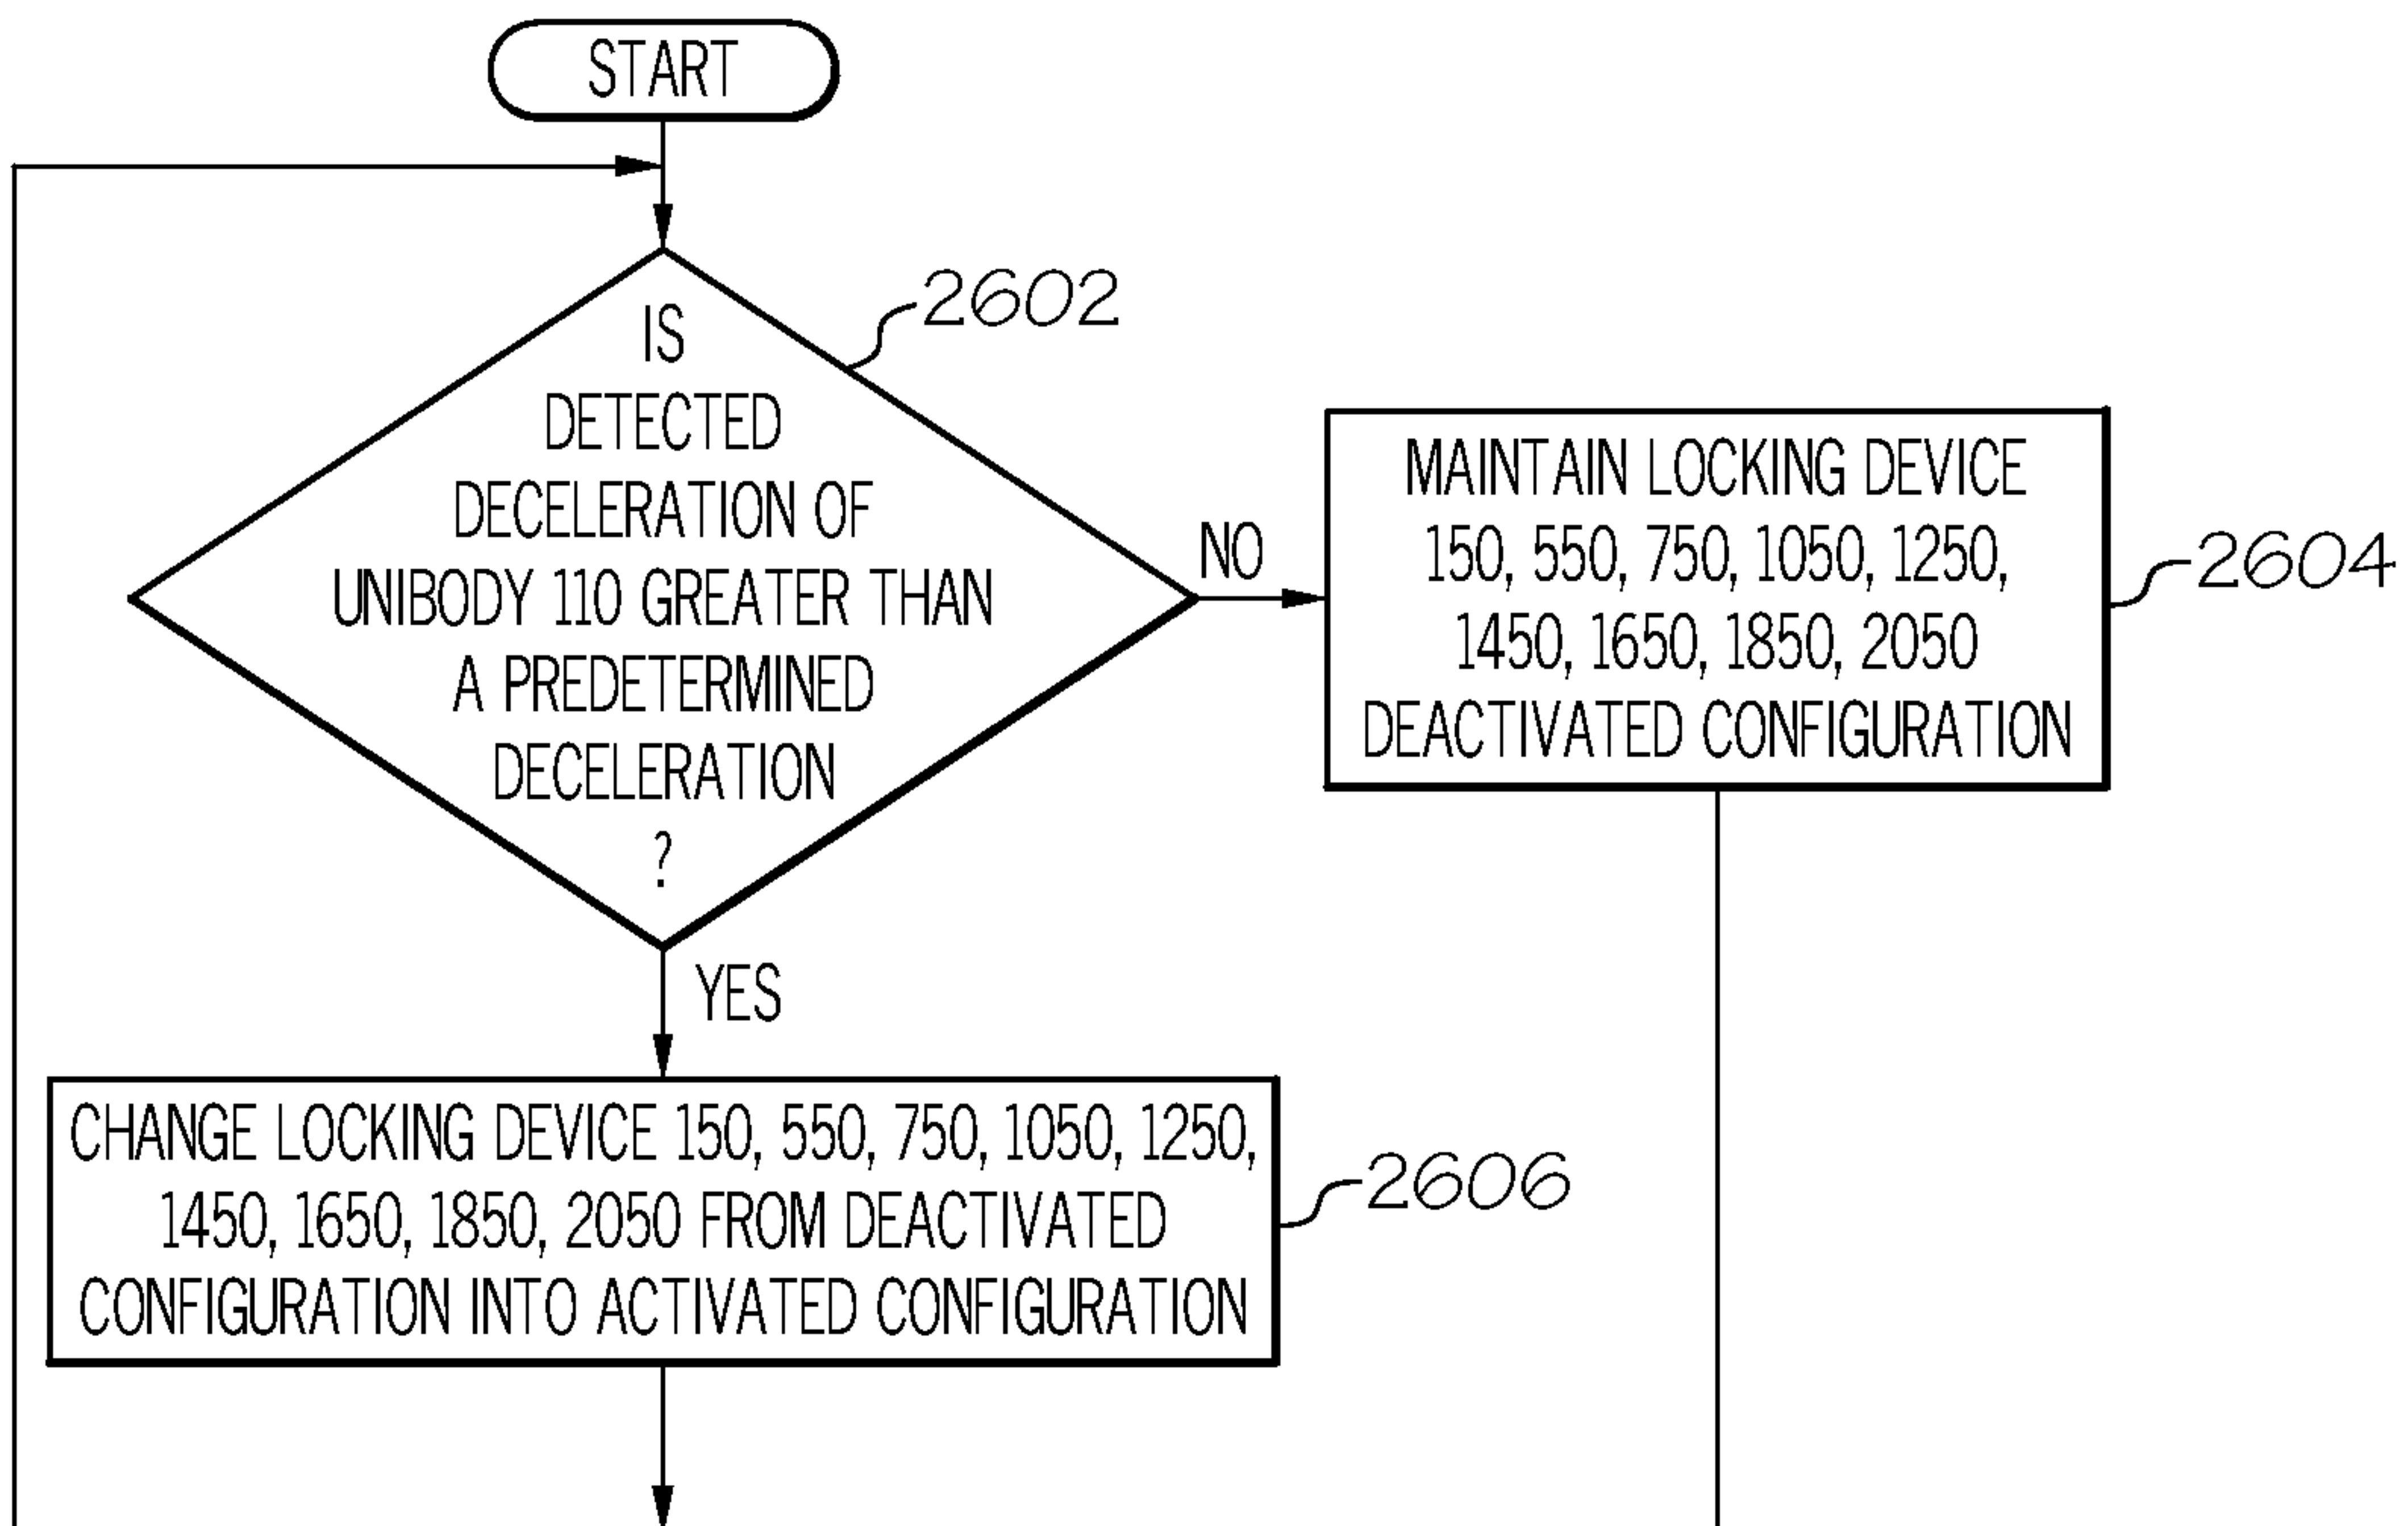 START
2602
IS
DETECTED
DECELERATION OF
UNIBODY 110 GREATER THAN
A PREDETERMINED
DECELERATION
?
NO
MAINTAIN LOCKING DEVICE
150, 550, 750, 1050, 1250,
1450, 1650, 1850, 2050
DEACTIVATED CONFIGURATION
2604
YES
CHANGE LOCKING DEVICE 150, 550, 750, 1050, 1250,
1450, 1650, 1850, 2050 FROM DEACTIVATED
CONFIGURATION INTO ACTIVATED CONFIGURATION
2606